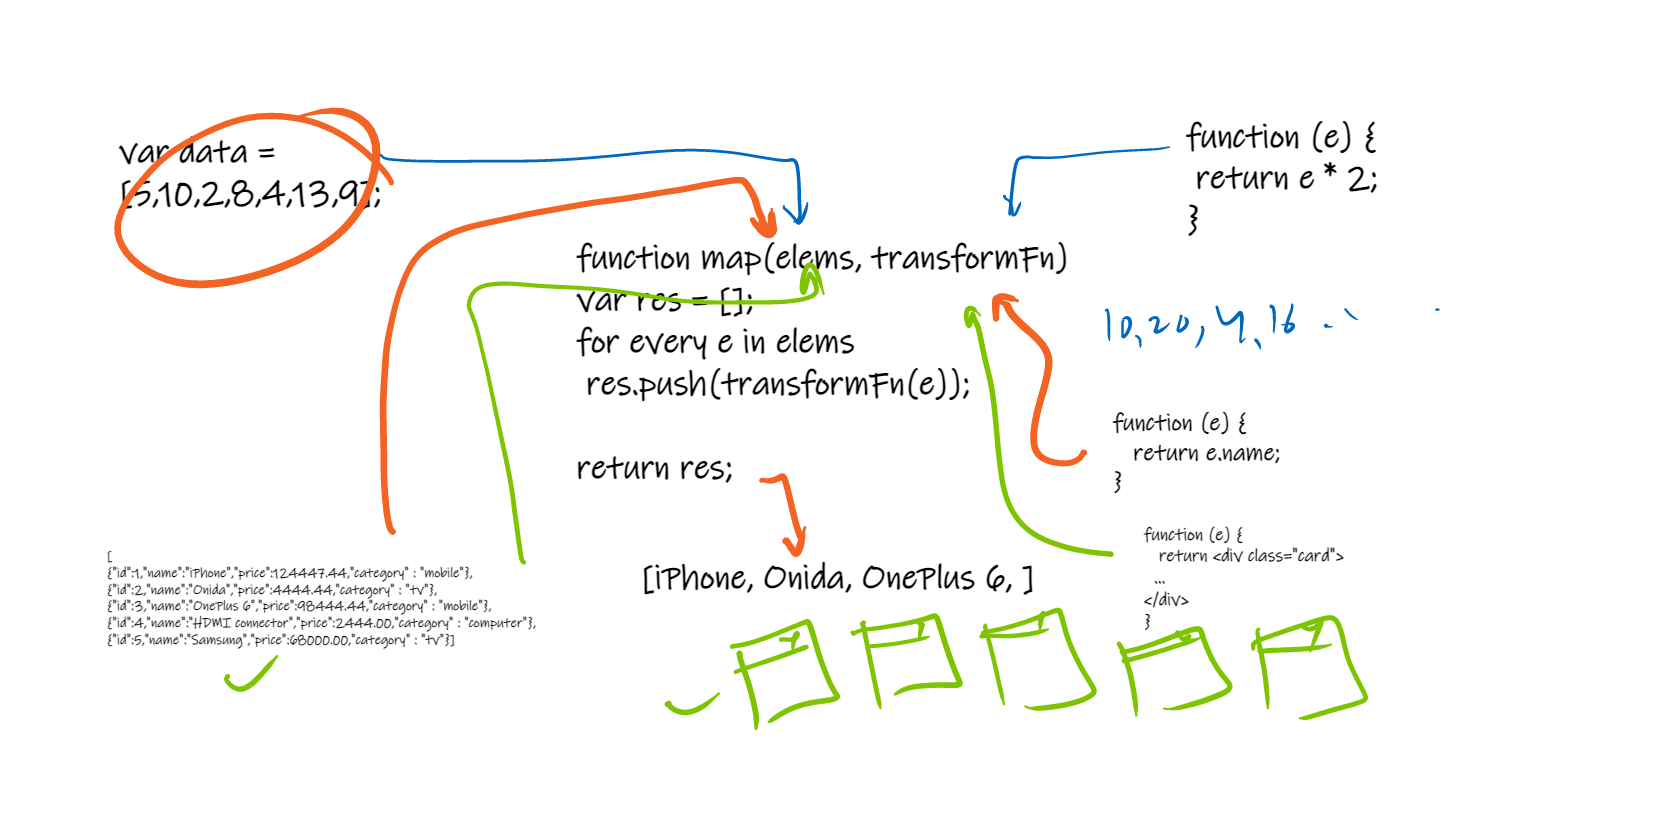 var data =
[5,10,2,8,4,13,9];
function (e) {
return e * 2;
}
function map(elems, transformFn)
var res = [];
for every e in elems
res.push(transformFn(e));
return res;
10,20,4,16 ..
function (e) {
return e.name;
}
function (e) {
return <div class="card">
...
</div>
}
[
{"id":1,"name":"iPhone","price":124447.44,"category" : "mobile"},
{"id":2,"name":"Onida","price":4444.44,"category" : "tv"},
{"id":3,"name":"OnePlus 6","price":98444.44,"category" : "mobile"},
{"id":4,"name":"HDMI connector","price":2444.00,"category" : "computer"},
{"id":5,"name":"Samsung","price":68000.00,"category" : "tv"}]
[iPhone, Onida, OnePlus 6, ]